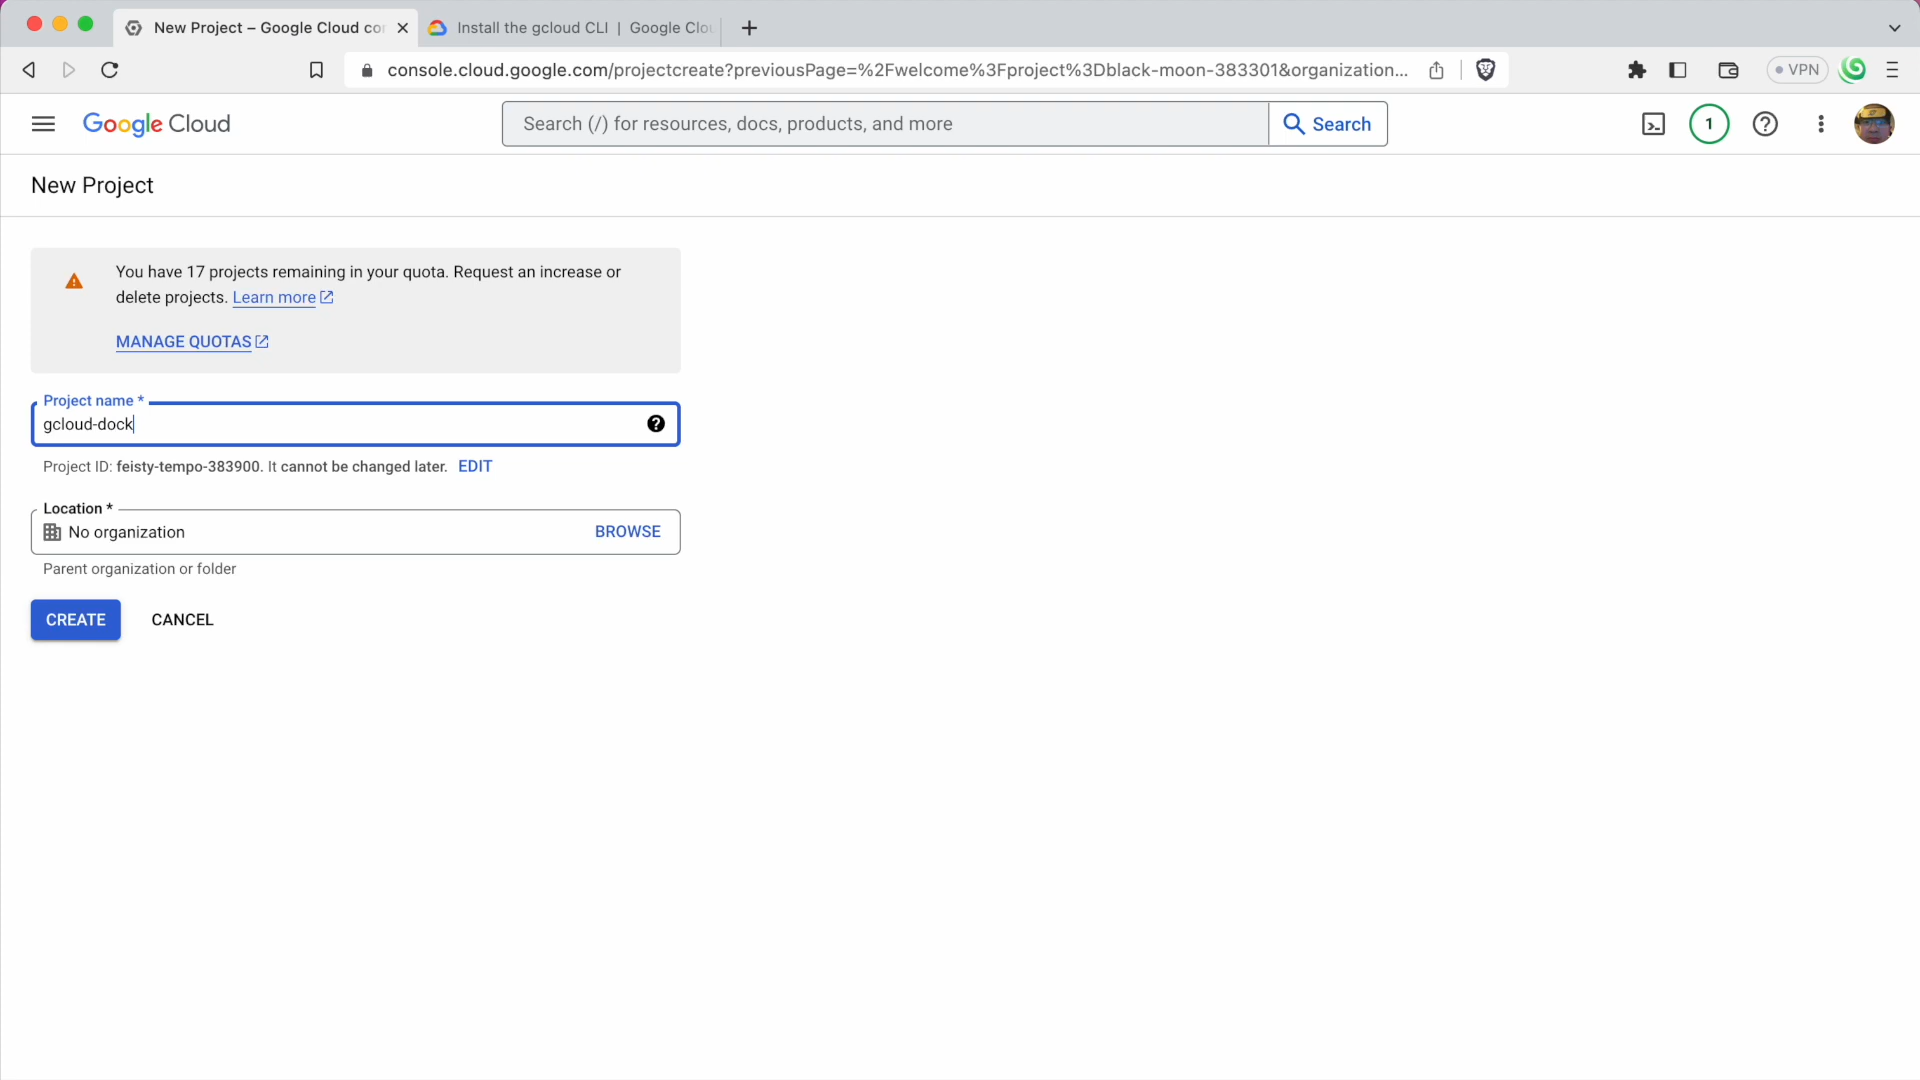 New Project – Google Cloud cor
Install the gcloud CLI | Google Clou
console.cloud.google.com/projectcreate?previousPage=%2Fwelcome%3Fproject%3Dblack-moon-383301&organization...
VPN
Google Cloud
Search (/) for resources, docs, products, and more
Search
1
New Project
You have 17 projects remaining in your quota. Request an increase or
delete projects. Learn more
MANAGE QUOTAS
Project name *
gcloud-dock
Project ID: feisty-tempo-383900. It cannot be changed later. EDIT
Location *
No organization
BROWSE
Parent organization or folder
CREATE
CANCEL